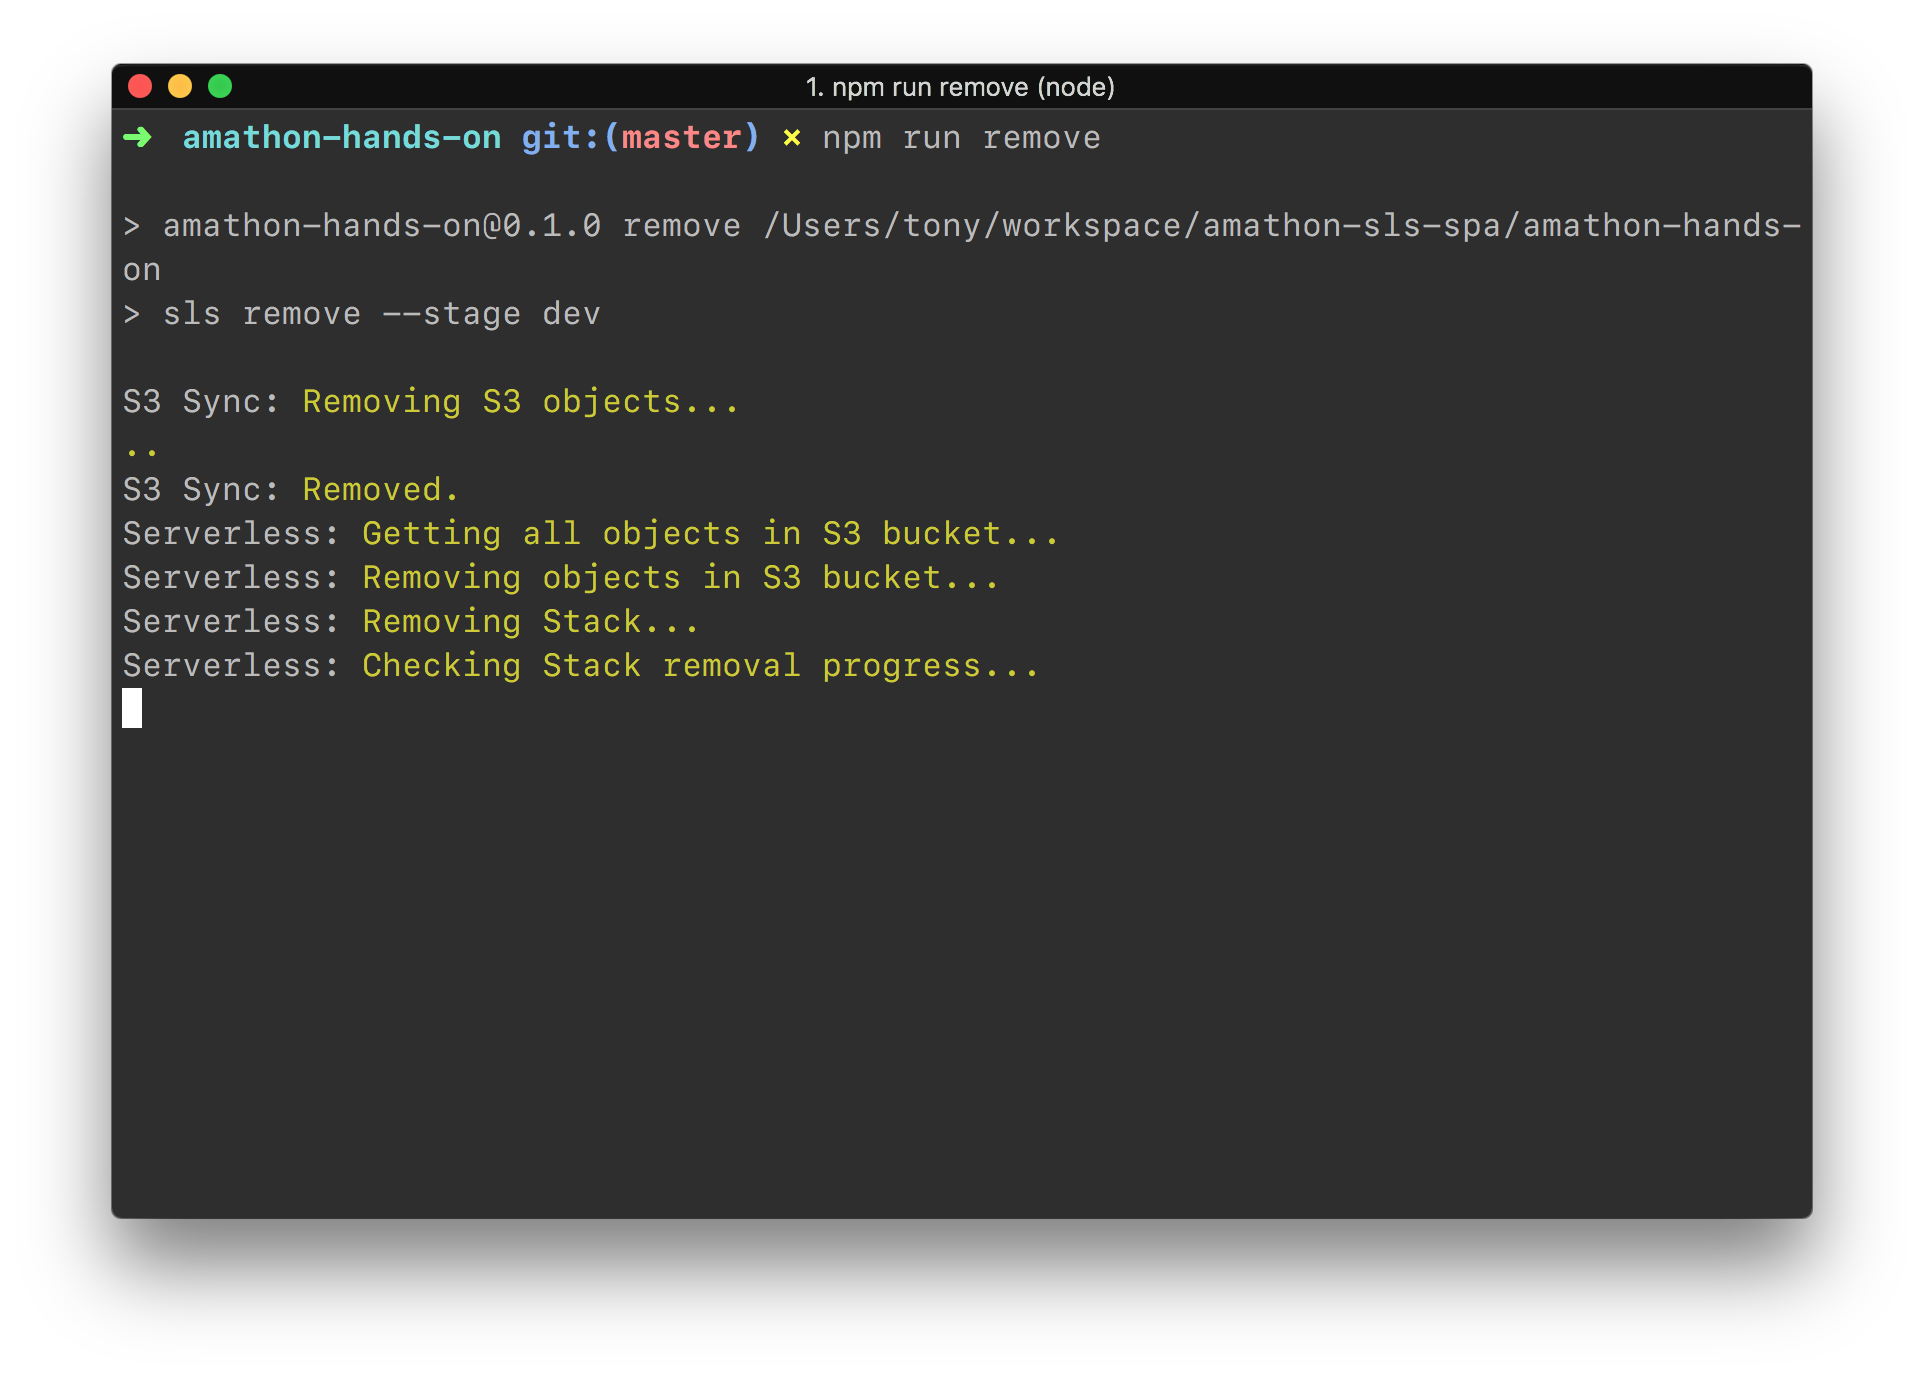 1. npm run remove (node)
➜ amathon-hands-on git:(master) × npm run remove
> amathon-hands-on@0.1.0 remove /Users/tony/workspace/amathon-sls-spa/amathon-hands-
on
> sls remove --stage dev
S3 Sync: Removing S3 objects...
..
S3 Sync: Removed.
Serverless: Getting all objects in S3 bucket...
Serverless: Removing objects in S3 bucket...
Serverless: Removing Stack...
Serverless: Checking Stack removal progress...